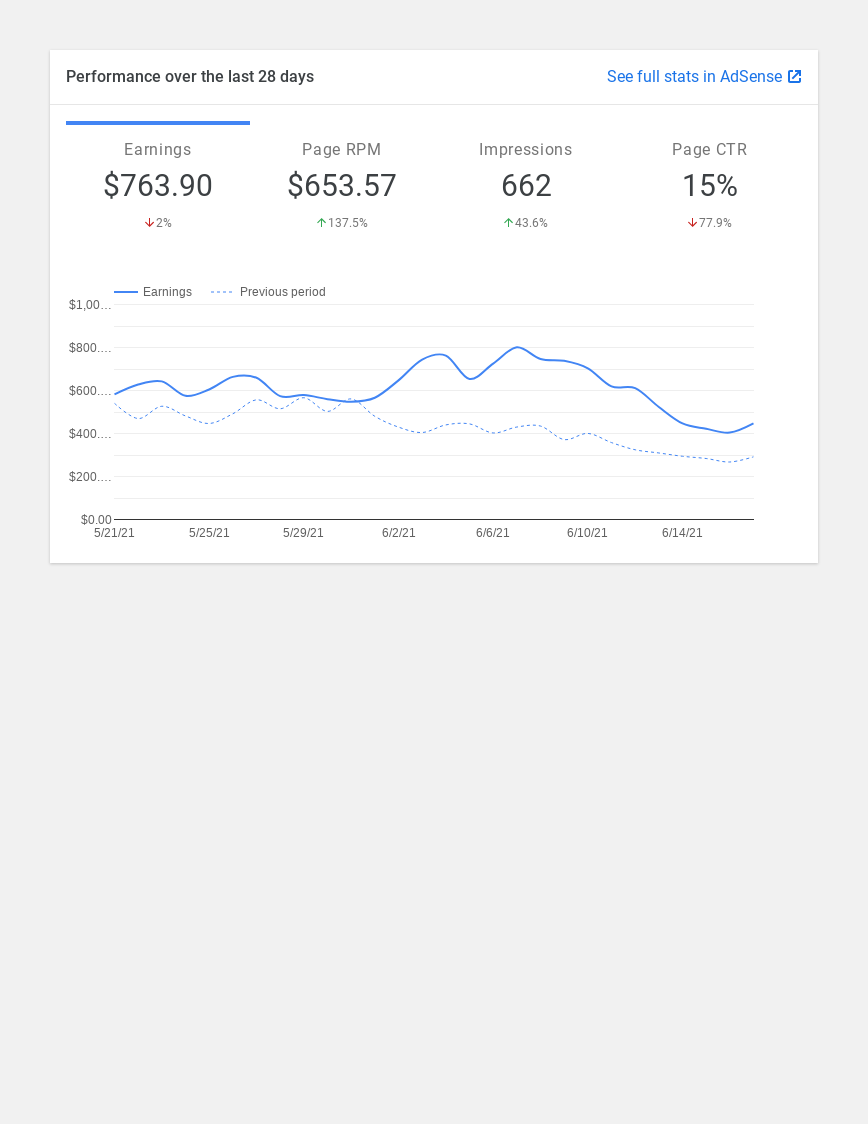 Performance over the last 28 days
See full stats in AdSense
Earnings
$763.90
2%
Page RPM
$653.57
137.5%
Impressions
662
43.6%
Page CTR
15%
77.9%
Earnings
Previous period
$1,00...
$800....
$600....
$400....
$200....
$0.00
5/21/21 5/25/21 5/29/21 6/2/21 6/6/21 6/10/21 6/14/21